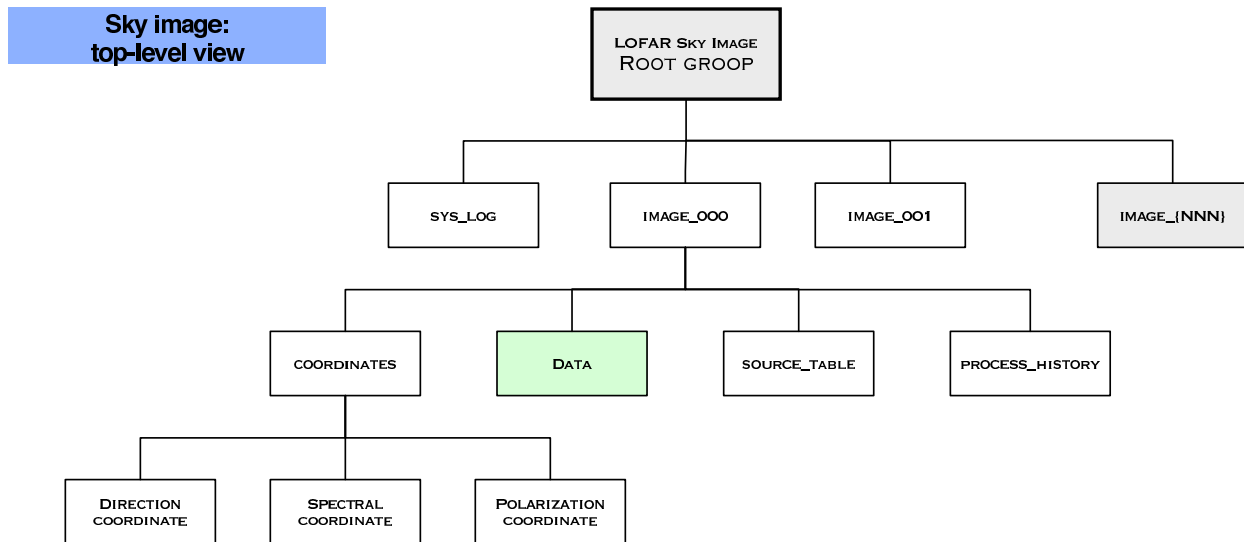 Sky image:
top-level view
LOFAR Sky Image
Root groop
sys_log
image_000
image_001
image_{NNN}
coordinates
Data
source_table
process_history
Direction
coordinate
Spectral
coordinate
Polarization
coordinate